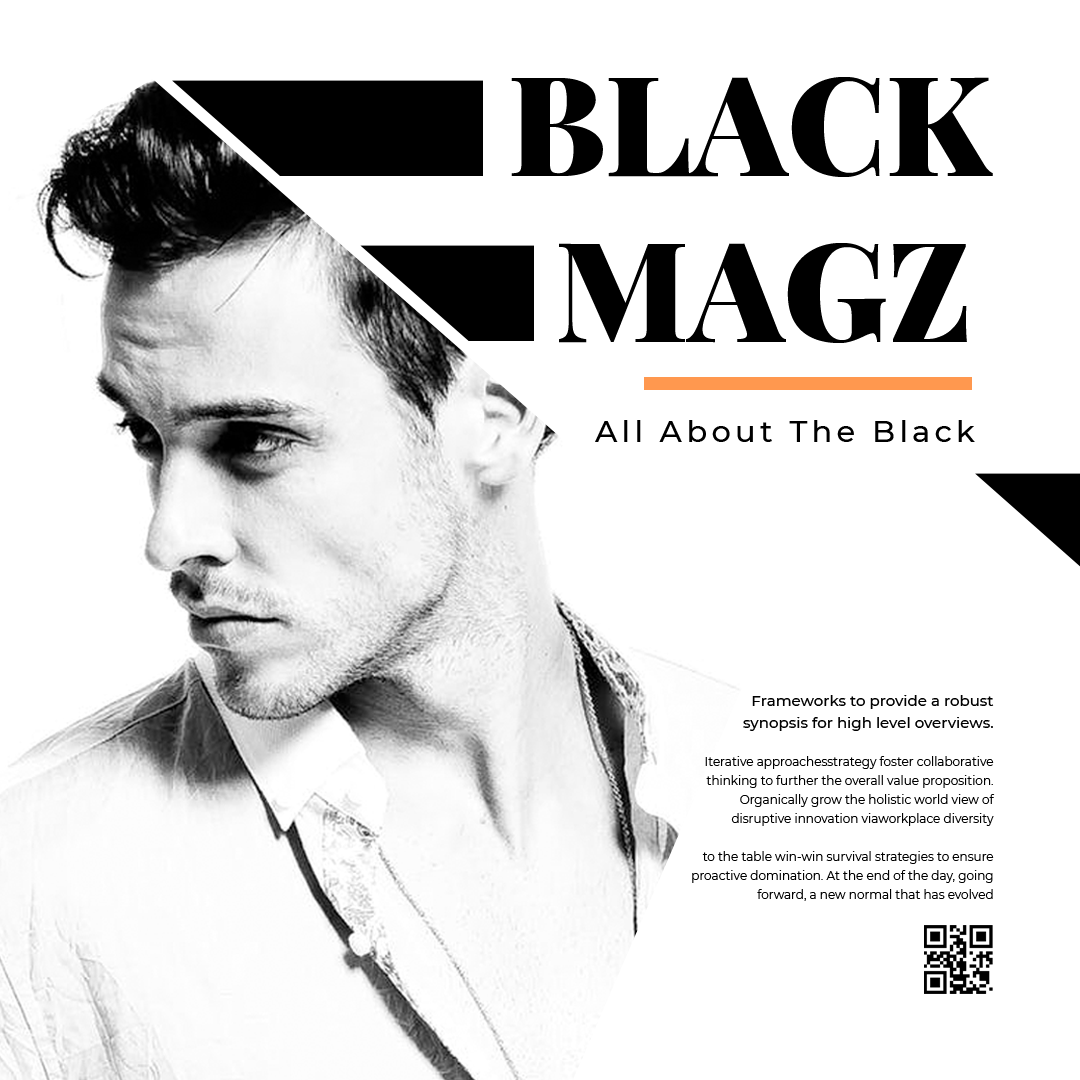 BLACK
MAGZ
All About The Black
Frameworks to provide a robust
synopsis for high level overviews.
Iterative approachesstrategy foster collaborative
thinking to further the overall value proposition.
Organically grow the holistic world view of
disruptive innovation viaworkplace diversity
to the table win-win survival strategies to ensure
proactive domination. At the end of the day, going
forward, a new normal that has evolved